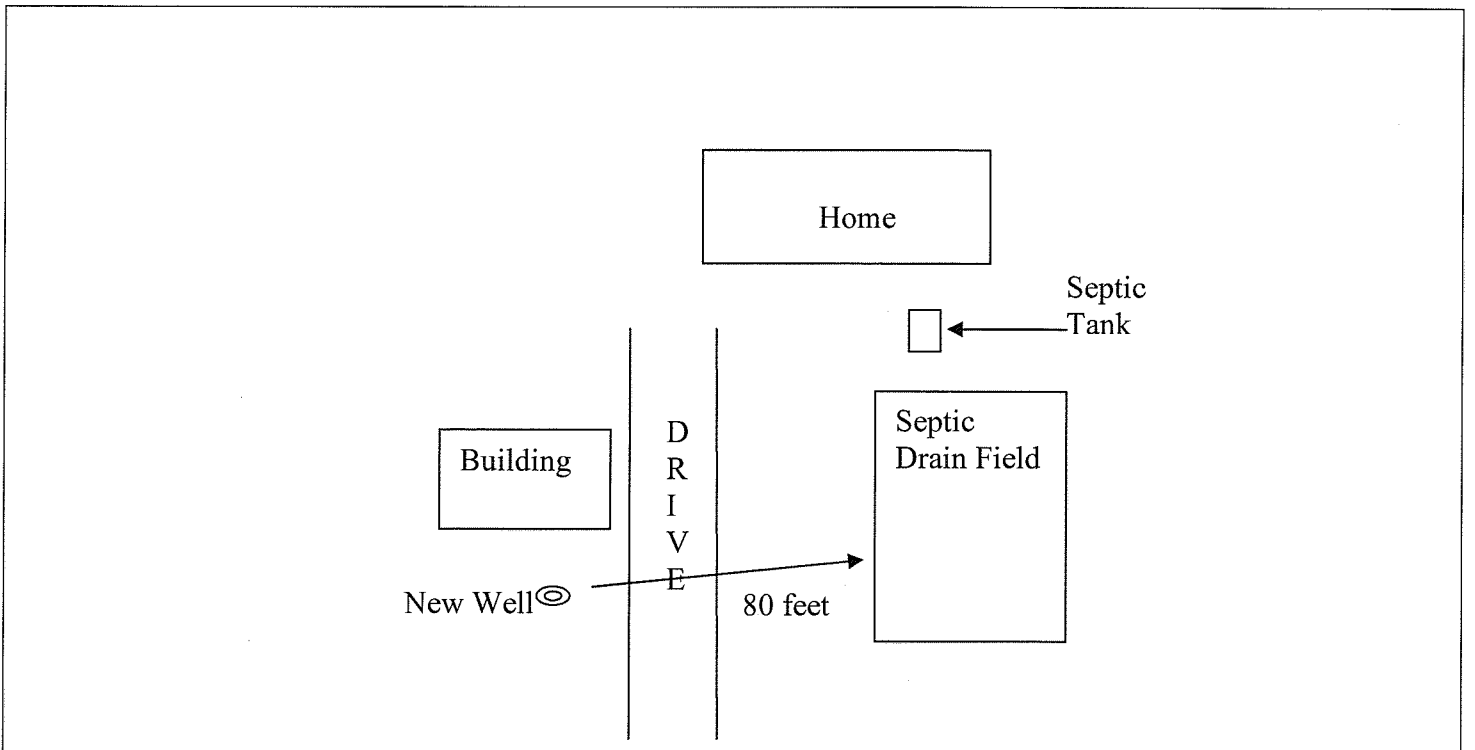 Home
Septic
Tank
Building
D
R
I
V
E
Septic
Drain Field
New Well
80 feet